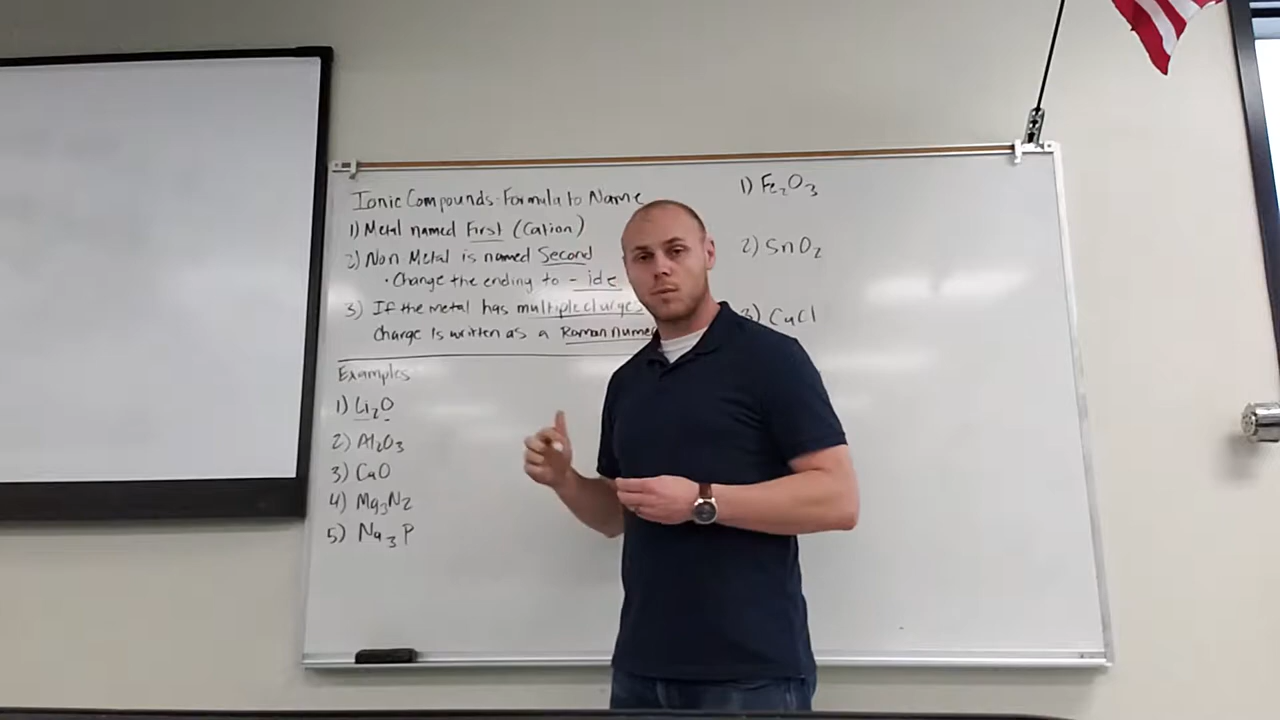 Ionic Compounds: Formula to Name
1) Metal named First (Cation)
2) Non Metal is named Second
• Change the ending to - ide
3) If the metal has multiple charges
charge is written as a Roman nume
Examples
1) Li₂O
2) Al₂O₃
3) CaO
4) Mg₃N₂
5) Na₃P
1) Fe₂O₃
2) SnO₂
3) CuCl